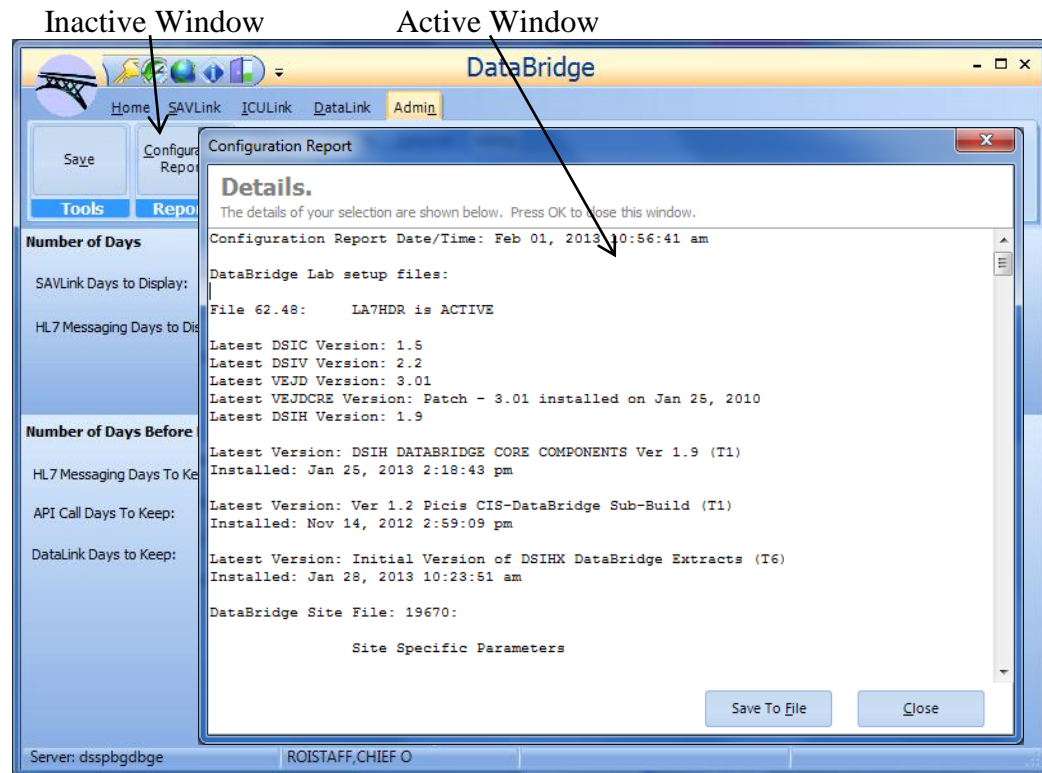 Inactive Window Active Window
DataBridge
Home SAVLink ICULink DataLink Admin
Save
Tools
Configuration Report
Details.
The details of your selection are shown below. Press OK to close this window.
Configuration Report Date/Time: Feb 01, 2013 10:56:41 am
DataBridge Lab setup files:
File 62.48: LA7HDR is ACTIVE
Latest DSIC Version: 1.5
Latest DSIV Version: 2.2
Latest VEJD Version: 3.01
Latest VEJDCRE Version: Patch - 3.01 installed on Jan 25, 2010
Latest DSIH Version: 1.9
Latest Version: DSIH DATABRIDGE CORE COMPONENTS Ver 1.9 (T1)
Installed: Jan 25, 2013 2:18:43 pm
Latest Version: Ver 1.2 Picis CIS-DataBridge Sub-Build (T1)
Installed: Nov 14, 2012 2:59:09 pm
Latest Version: Initial Version of DSIHX DataBridge Extracts (T6)
Installed: Jan 28, 2013 10:23:51 am
DataBridge Site File: 19670:
Site Specific Parameters
Save To File Close
Number of Days
SAVLink Days to Display:
HL7 Messaging Days to
Number of Days Before
HL7 Messaging Days To
API Call Days To Keep:
DataLink Days to Keep:
Server: dsspbgdbge ROISTAFF,CHIEF O